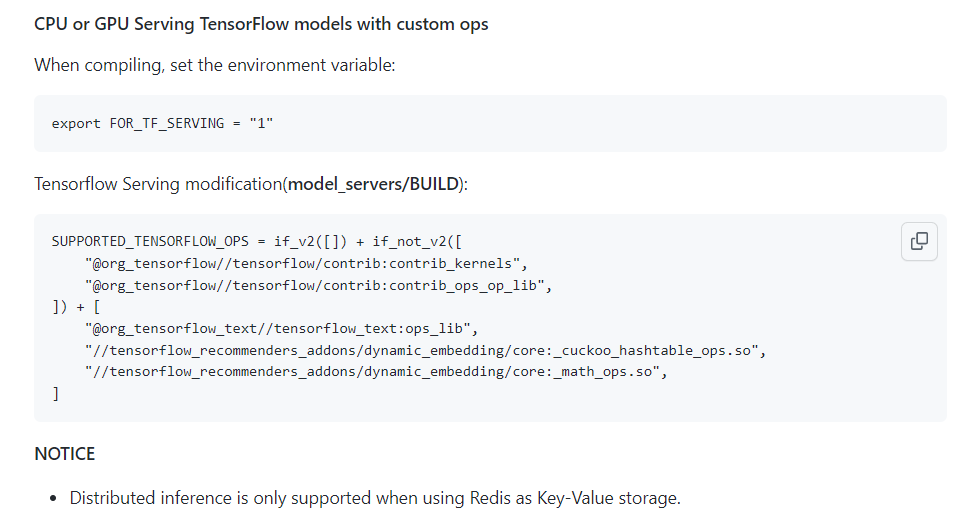 CPU or GPU Serving TensorFlow models with custom ops
When compiling, set the environment variable:
export FOR_TF_SERVING = "1"
Tensorflow Serving modification(model_servers/BUILD):
SUPPORTED_TENSORFLOW_OPS = if_v2([]) + if_not_v2([
    "@org_tensorflow//tensorflow/contrib:contrib_kernels",
    "@org_tensorflow//tensorflow/contrib:contrib_ops_op_lib",
]) + [
    "@org_tensorflow_text//tensorflow_text:ops_lib",
    "//tensorflow_recommenders_addons/dynamic_embedding/core:_cuckoo_hashtable_ops.so",
    "//tensorflow_recommenders_addons/dynamic_embedding/core:_math_ops.so",
]
NOTICE
• Distributed inference is only supported when using Redis as Key-Value storage.